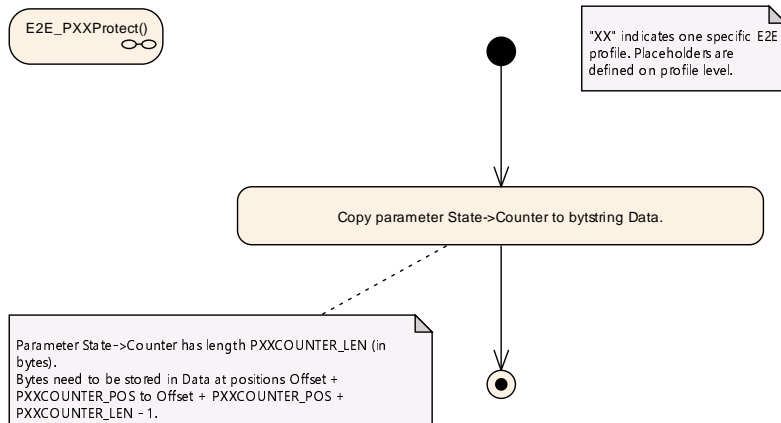 E2E_PXXProtect()
"XX" indicates one specific E2E
profile. Placeholders are
defined on profile level.
Copy parameter State->Counter to bytstring Data.
Parameter State->Counter has length PXXCOUNTER_LEN (in
bytes).
Bytes need to be stored in Data at positions Offset +
PXXCOUNTER_POS to Offset + PXXCOUNTER_POS +
PXXCOUNTER_LEN - 1.